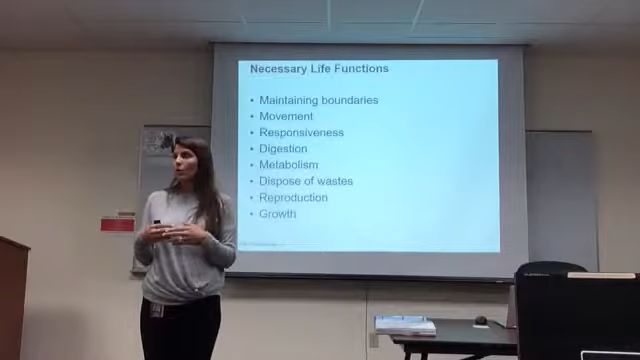 Necessary Life Functions
• Maintaining boundaries
• Movement
• Responsiveness
• Digestion
• Metabolism
• Dispose of wastes
• Reproduction
• Growth